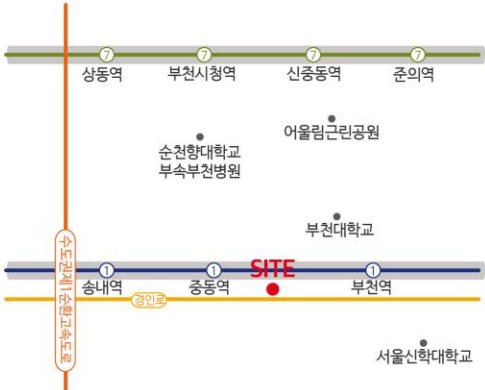 7 7 7 7
상동역 부천시청역 신중동역 준의역
어울림근린공원
순천향대학교
부속부천병원
부천대학교
수도권제1순환고속도로
SITE
1 1 1
송내역 중동역 부천역
경인로
서울신학대학교